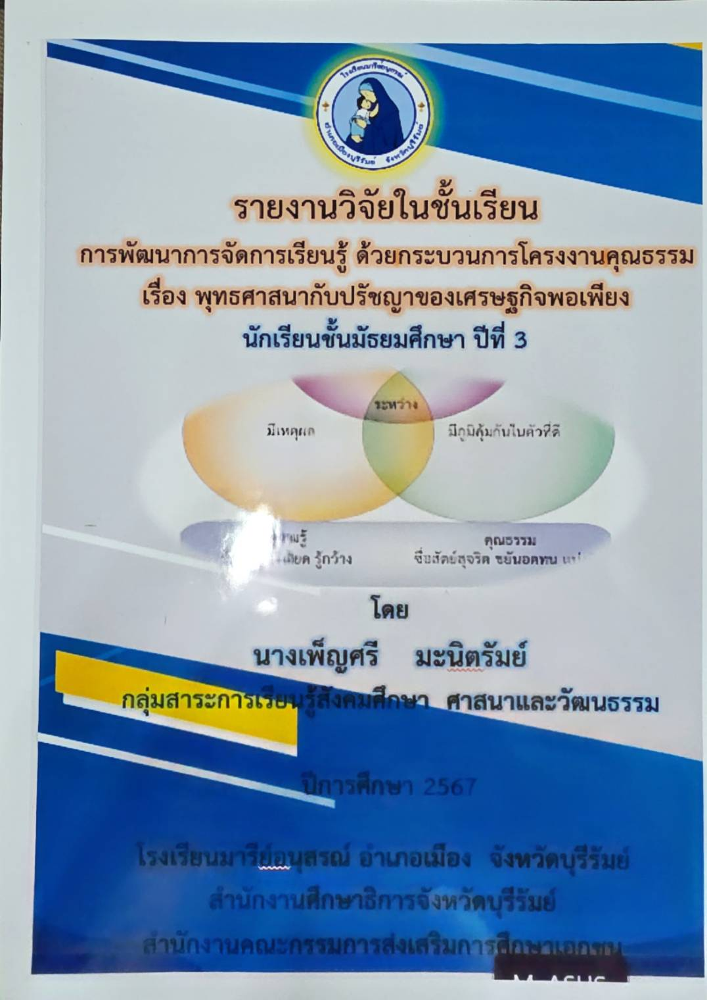 โรงเรียนมารีย์อนุสรณ์
อำเภอเมืองบุรีรัมย์ จังหวัดบุรีรัมย์
รายงานวิจัยในชั้นเรียน
การพัฒนาการจัดการเรียนรู้ ด้วยกระบวนการโครงงานคุณธรรม
เรื่อง พุทธศาสนากับปรัชญาของเศรษฐกิจพอเพียง
นักเรียนชั้นมัธยมศึกษา ปีที่ 3
ระหว่าง
มีเหตุผล มีภูมิคุ้มกันในตัวที่ดี
คุณธรรม
รู้กว้าง ซื่อสัตย์สุจริต ขยันอดทน
โดย
นางเพ็ญศรี มะนิตรัมย์
กลุ่มสาระการเรียนรู้สังคมศึกษา ศาสนาและวัฒนธรรม
ปีการศึกษา 2567
โรงเรียนมารีย์อนุสรณ์ อำเภอเมือง จังหวัดบุรีรัมย์
สำนักงานศึกษาธิการจังหวัดบุรีรัมย์
สำนักงานคณะกรรมการส่งเสริมการศึกษาเอกชน